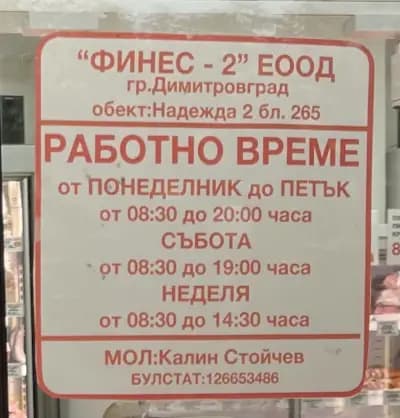 “ФИНЕС - 2” ЕООД
гр.Димитровград
обект:Надежда 2 бл. 265
РАБОТНО ВРЕМЕ
от ПОНЕДЕЛНИК до ПЕТЪК
от 08:30 до 20:00 часа
СЪБОТА
от 08:30 до 19:00 часа
НЕДЕЛЯ
от 08:30 до 14:30 часа
МОЛ:Калин Стойчев
БУЛСТАТ:126653486